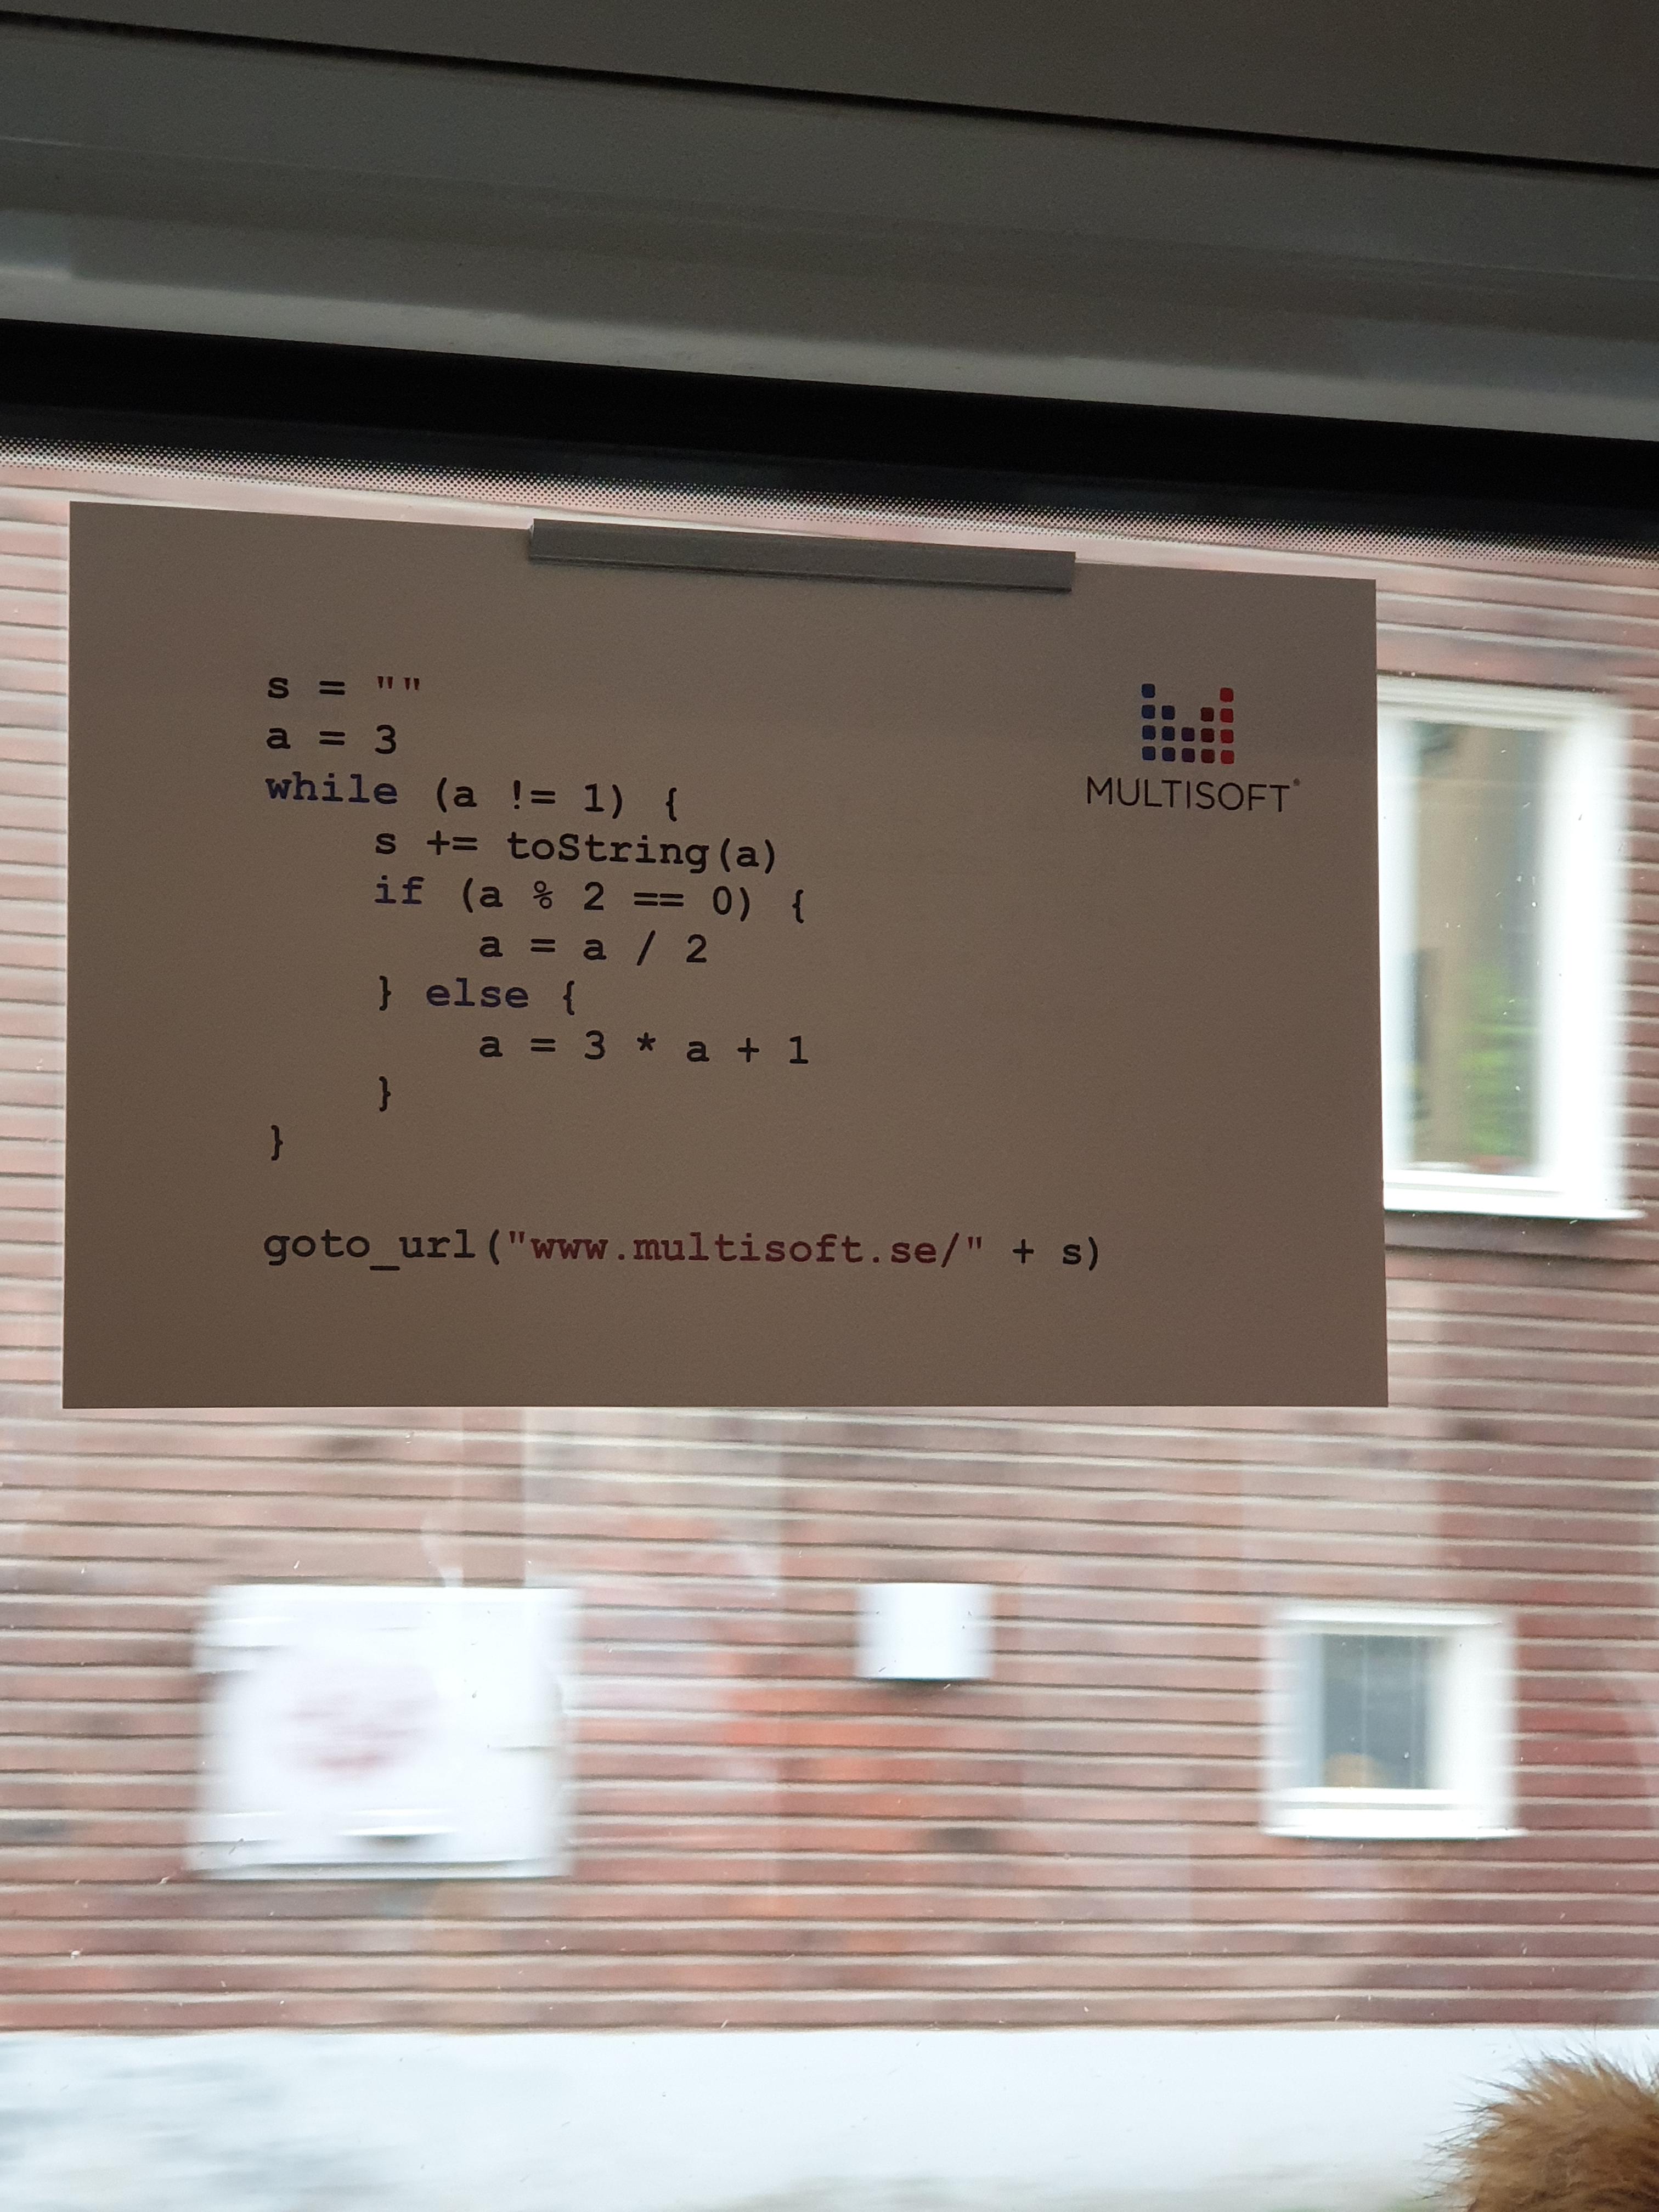 s = ""
a = 3
while (a != 1) {
    s += toString(a)
    if (a % 2 == 0) {
        a = a / 2
    } else {
        a = 3 * a + 1
    }
}
goto_url("www.multisoft.se/" + s)
MULTISOFT®